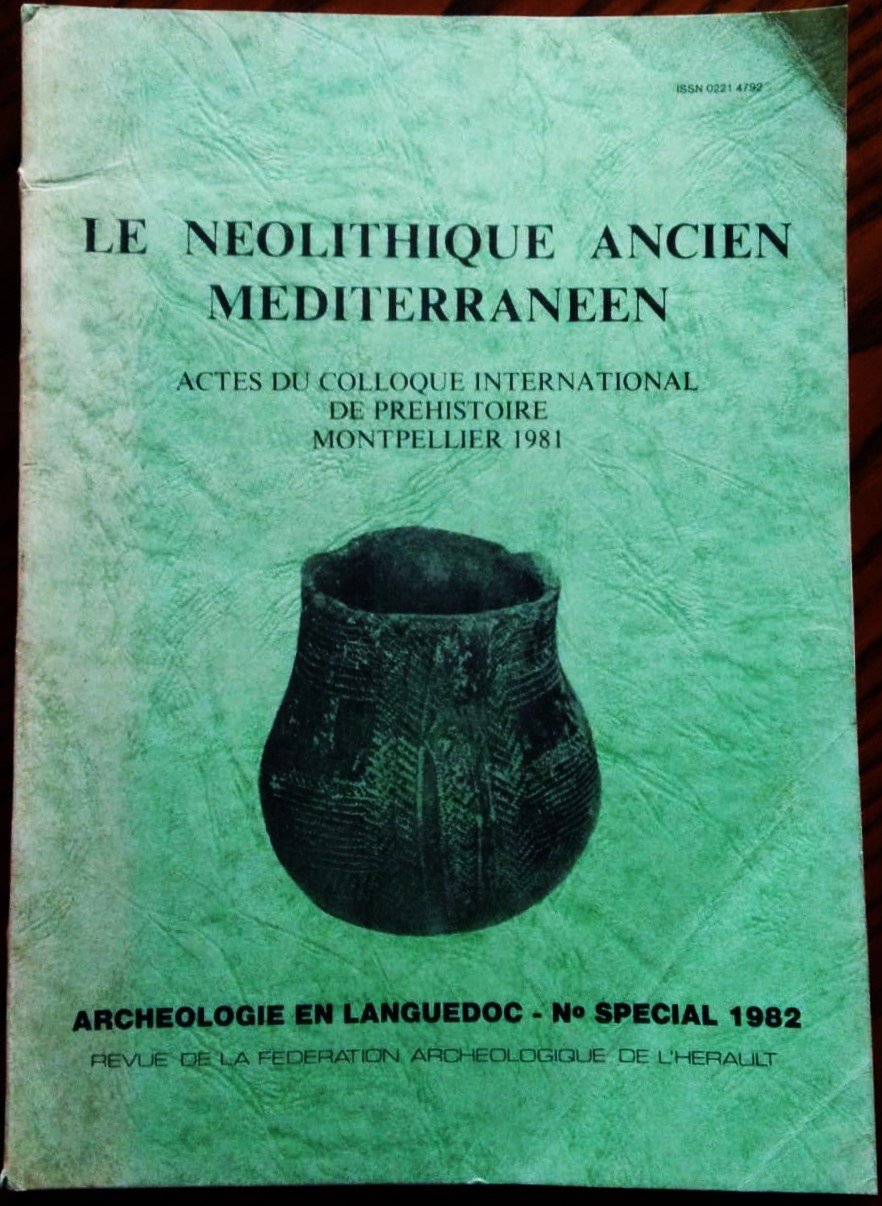 ISSN 0221 4792
LE NEOLITHIQUE ANCIEN
MEDITERRANEEN
ACTES DU COLLOQUE INTERNATIONAL
DE PREHISTOIRE
MONTPELLIER 1981
ARCHEOLOGIE EN LANGUEDOC - Nº SPECIAL 1982
REVUE DE LA FEDERATION ARCHEOLOGIQUE DE L'HERAULT